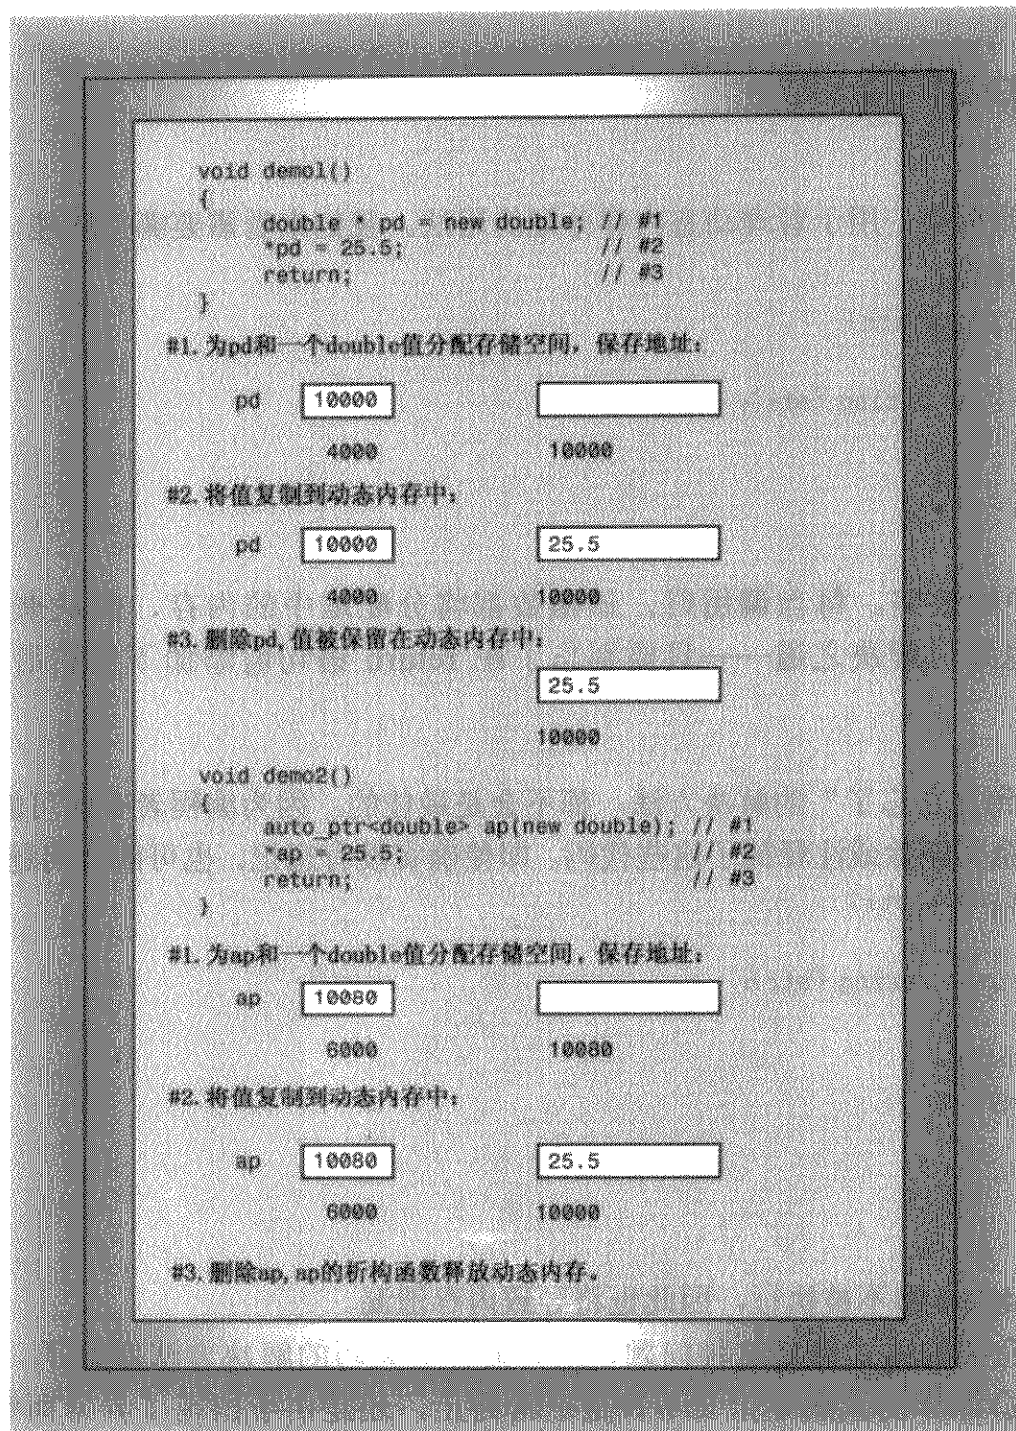 void demo1()
{
double * pd = new double; // #1
*pd = 25.5; // #2
return; // #3
}
#1. 为pd和一个double值分配存储空间，保存地址：
pd 10000
4000 10000
#2. 将值复制到动态内存中：
pd 10000 25.5
4000 10000
#3. 删除pd, 值被保留在动态内存中：
25.5
10000
void demo2()
{
auto_ptr<double> ap(new double); // #1
*ap = 25.5; // #2
return; // #3
}
#1. 为ap和一个double值分配存储空间，保存地址：
ap 10080
6000 10080
#2. 将值复制到动态内存中：
ap 10080 25.5
6000 10000
#3. 删除ap, ap的析构函数释放动态内存。